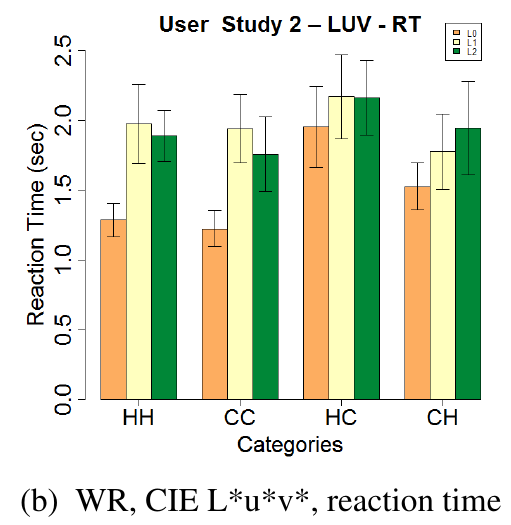 User Study 2 – LUV - RT
L0
L1
L2
Reaction Time (sec)
2.5
2.0
1.5
1.0
0.5
0.0
HH CC HC CH
Categories
(b) WR, CIE L*u*v*, reaction time